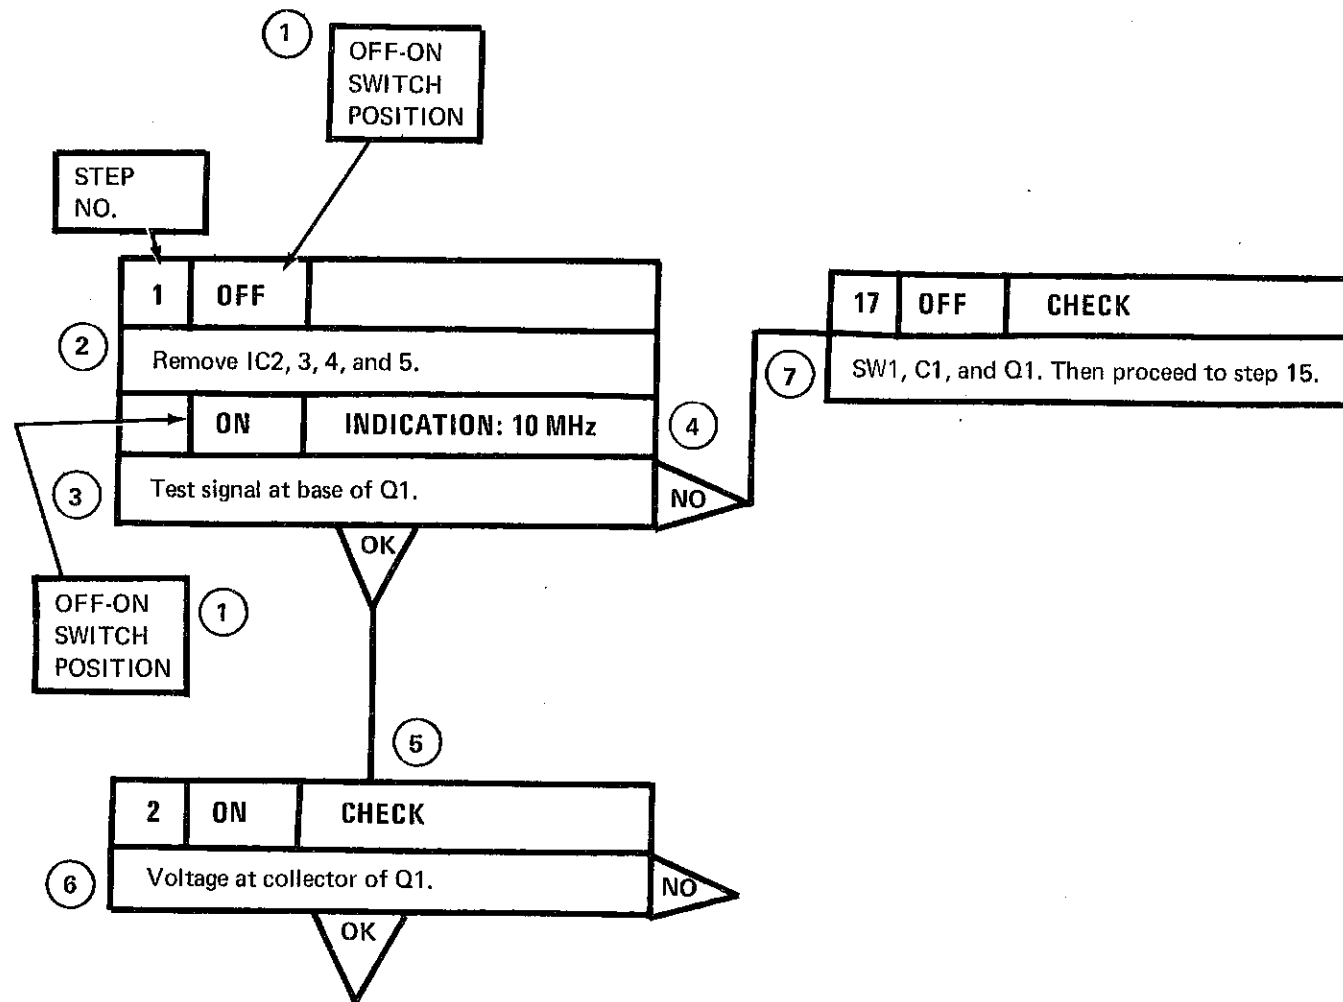 1
OFF-ON
SWITCH
POSITION
STEP
NO.
1 OFF
2
Remove IC2, 3, 4, and 5.
ON INDICATION: 10 MHz
4
3
Test signal at base of Q1.
NO
OK
17 OFF CHECK
7
SW1, C1, and Q1. Then proceed to step 15.
OFF-ON
SWITCH
POSITION
1
5
2 ON CHECK
6
Voltage at collector of Q1.
NO
OK